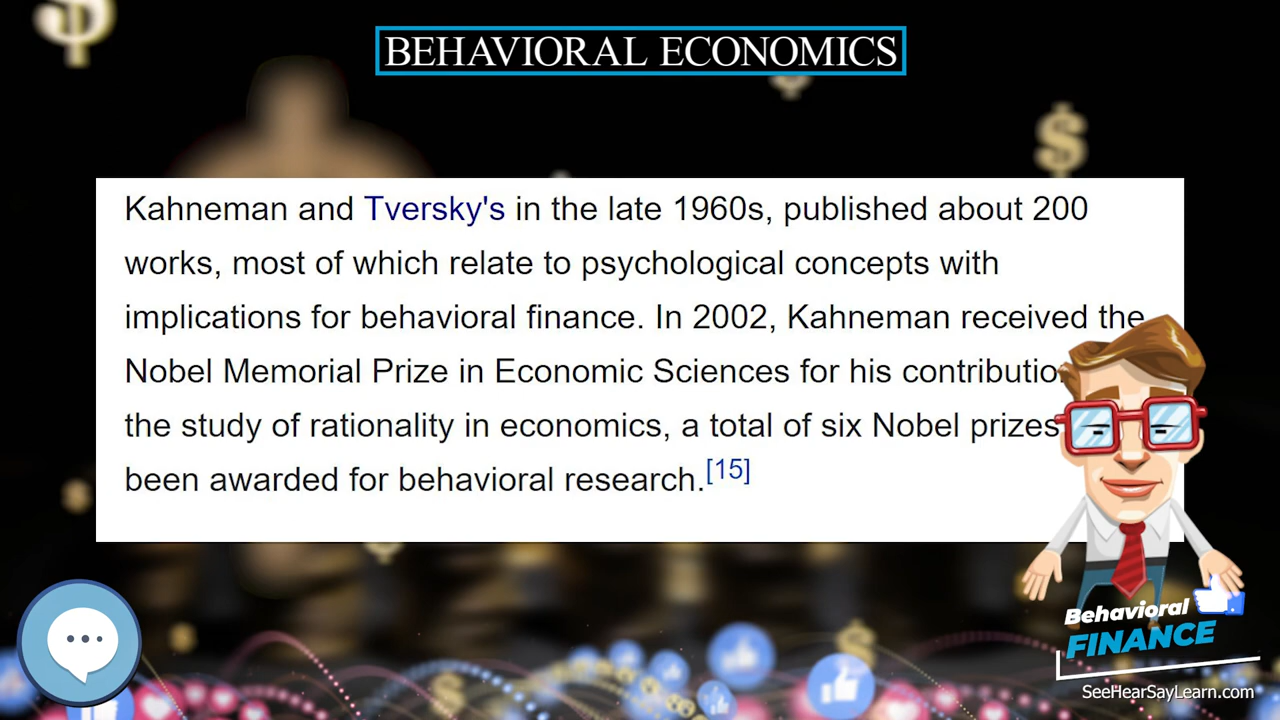 BEHAVIORAL ECONOMICS
Kahneman and Tversky's in the late 1960s, published about 200
works, most of which relate to psychological concepts with
implications for behavioral finance. In 2002, Kahneman received the
Nobel Memorial Prize in Economic Sciences for his
the study of rationality in economics, a total of six Nobel prizes
been awarded for behavioral research.[15]
Behavioral
FINANCE
SeeHearSayLearn.com